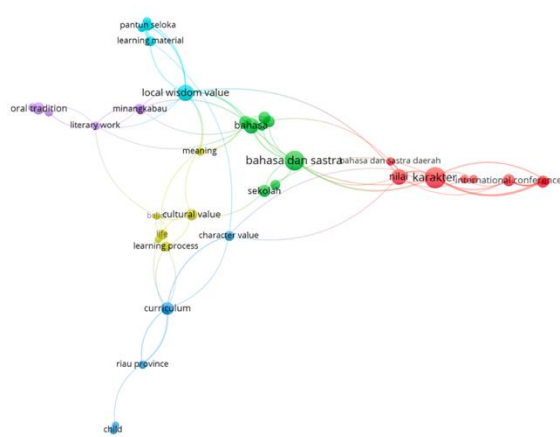 pantun seloka
learning material
local wisdom value
oral tradition
minangkabau
literary work
bahasa
meaning
bahasa dan sastra
bahasa dan sastra daerah
nilai
karakter
international conference
sekolah
cultural value
life
learning process
character value
curriculum
riau province
child